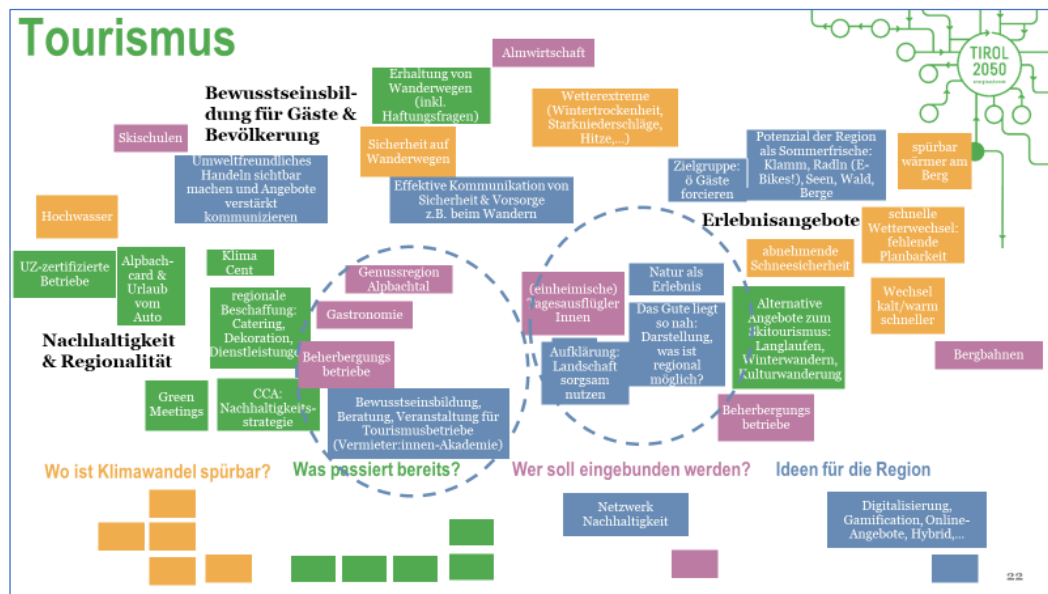 Tourismus
TIROL
2050
Almwirtschaft
Erhaltung von
Wanderwegen
(inkl.
Haftungsfragen)
Bewusstseinsbil-
dung für Gäste &
Bevölkerung
Wetterextreme
(Wintertrockenheit,
Starkniederschläge,
Hitze,...)
Skischulen
Sicherheit auf
Wanderwegen
Potenzial der Region
als Sommerfrische:
Klamm, Radln (E-
Bikes!), Seen, Wald,
Berge
spürbar
wärmer am
Berg
Umweltfreundliches
Handeln sichtbar
machen und Angebote
verstärkt
kommunizieren
Zielgruppe:
ö Gäste
forcieren
Effektive Kommunikation von
Sicherheit & Vorsorge
z.B. beim Wandern
Hochwasser
Erlebnisangebote
schnelle
Wetterwechsel:
fehlende
Planbarkeit
UZ-zertifizierte
Betriebe
Alpbach-
card &
Urlaub
vom
Auto
Klima
Cent
abnehmende
Schneesicherheit
Genussregion
Alpbachtal
Natur als
Erlebnis
(einheimische)
Tagesausflügler
Innen
Wechsel
kalt/warm
schneller
regionale
Beschaffung:
Catering,
Dekoration,
Dienstleistungen
Gastronomie
Das Gute liegt
so nah:
Darstellung,
was ist
regional
möglich?
Alternative
Angebote zum
Skitourismus:
Langlaufen,
Winterwandern,
Kulturwanderung
Nachhaltigkeit
& Regionalität
Beherbergungs
betriebe
Aufklärung:
Landschaft
sorgsam
nutzen
Bergbahnen
Green
Meetings
CCA:
Nachhaltigkeits-
strategie
Bewusstseinsbildung,
Beratung, Veranstaltung für
Tourismusbetriebe
(Vermieter:innen-Akademie)
Beherbergungs
betriebe
Wo ist Klimawandel spürbar?
Was passiert bereits?
Wer soll eingebunden werden?
Ideen für die Region
Netzwerk
Nachhaltigkeit
Digitalisierung,
Gamification, Online-
Angebote, Hybrid,...
22